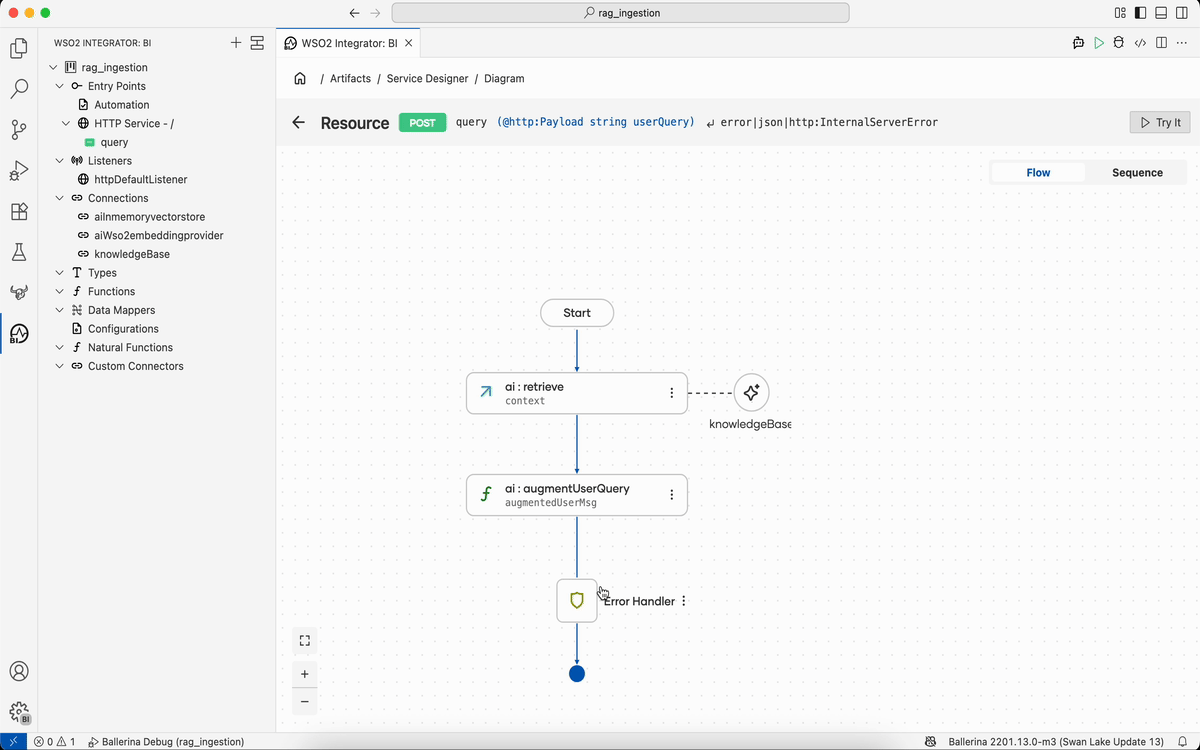 rag_ingestion
WSO2 INTEGRATOR: BI
WSO2 Integrator: BI
rag_ingestion
Entry Points
Automation
HTTP Service - /
query
Listeners
httpDefaultListener
Connections
aiInmemoryvectorstore
aiWso2embeddingprovider
knowledgeBase
Types
Functions
Data Mappers
Configurations
Natural Functions
Custom Connectors
/ Artifacts / Service Designer / Diagram
Resource POST query (@http:Payload string userQuery) ↵ error|json|http:InternalServerError
Try It
Flow Sequence
Start
ai : retrieve
context
knowledgeBase
ai : augmentUserQuery
augmentedUserMsg
Error Handler
+
−
BI
0 1 Ballerina Debug (rag_ingestion)
Ballerina 2201.13.0-m3 (Swan Lake Update 13)